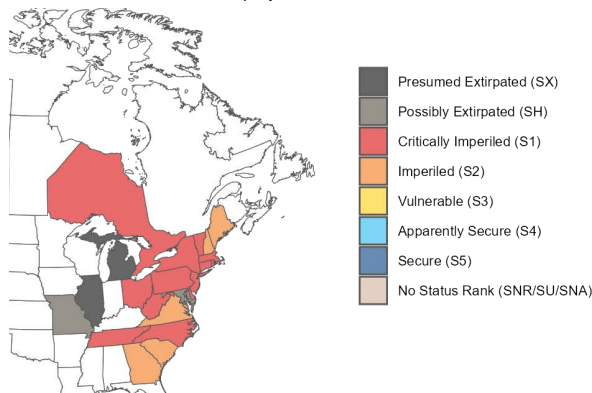 Presumed Extirpated (SX)
Possibly Extirpated (SH)
Critically Imperiled (S1)
Imperiled (S2)
Vulnerable (S3)
Apparently Secure (S4)
Secure (S5)
No Status Rank (SNR/SU/SNA)